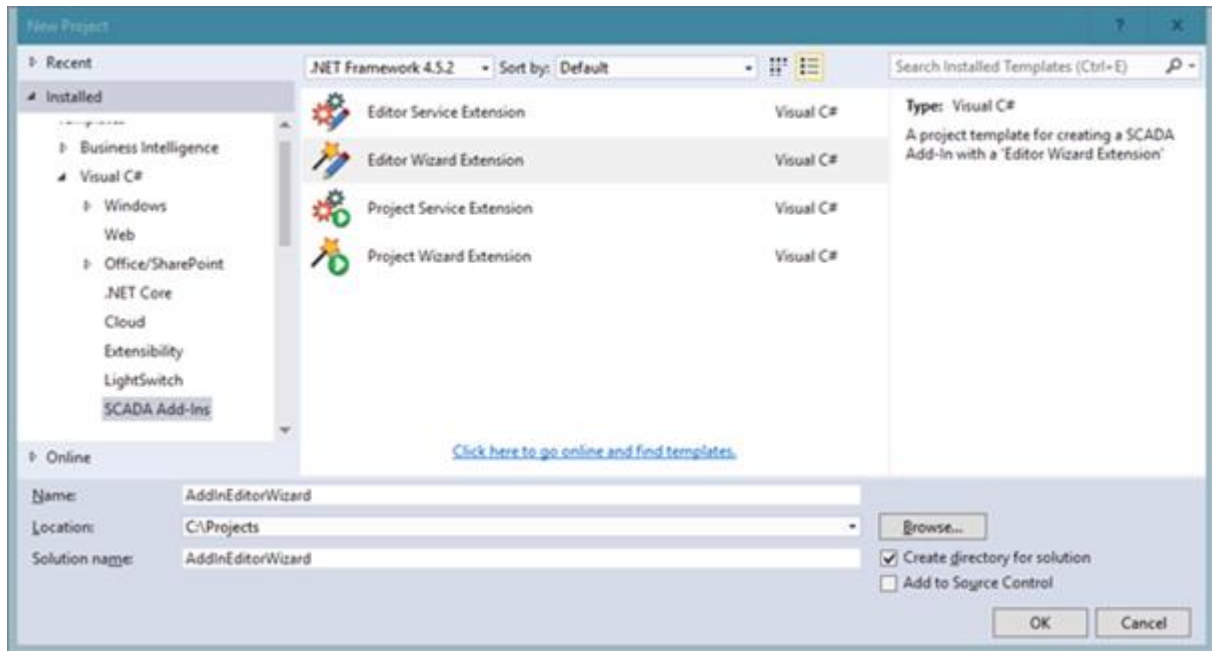 New Project
? X
Recent
Installed
Templates
Business Intelligence
Visual C#
Windows
Web
Office/SharePoint
.NET Core
Cloud
Extensibility
LightSwitch
SCADA Add-Ins
Online
.NET Framework 4.5.2 Sort by: Default
Editor Service Extension Visual C#
Editor Wizard Extension Visual C#
Project Service Extension Visual C#
Project Wizard Extension Visual C#
Click here to go online and find templates.
Search Installed Templates (Ctrl+E)
Type: Visual C#
A project template for creating a SCADA
Add-In with a 'Editor Wizard Extension'
Name: AddInEditorWizard
Location: C:\Projects
Browse...
Solution name: AddInEditorWizard
Create directory for solution
Add to Source Control
OK Cancel